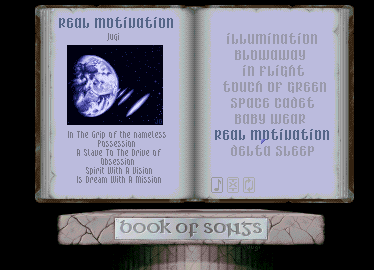 Real Motivation
Jugi
In The Grip of the nameless
Possession
A Slave To The Drive of
Obsession
Spirit With A Vision
Is Dream With A Mission
Illumination
Blowaway
In Flight
Touch of Green
Space Cadet
Baby Wear
Real Motivation
Delta Sleep
Book of Songs